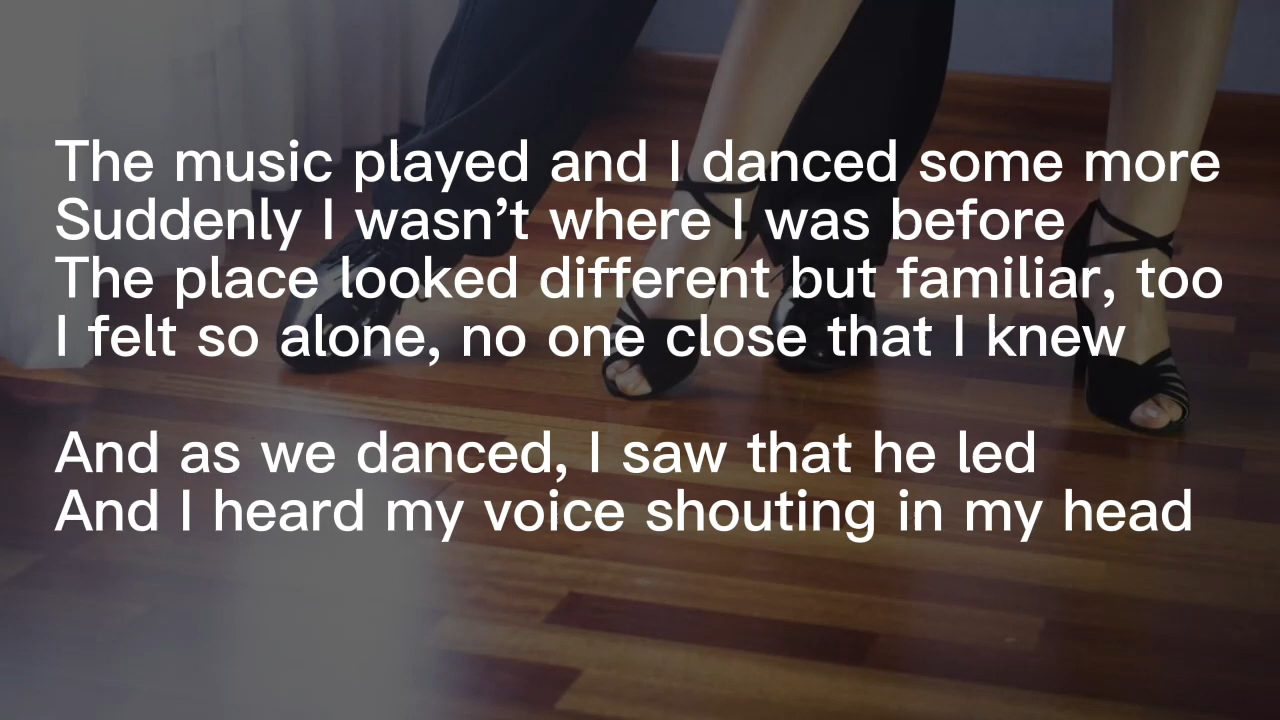 The music played and I danced some more
Suddenly I wasn’t where I was before
The place looked different but familiar, too
I felt so alone, no one close that I knew
And as we danced, I saw that he led
And I heard my voice shouting in my head